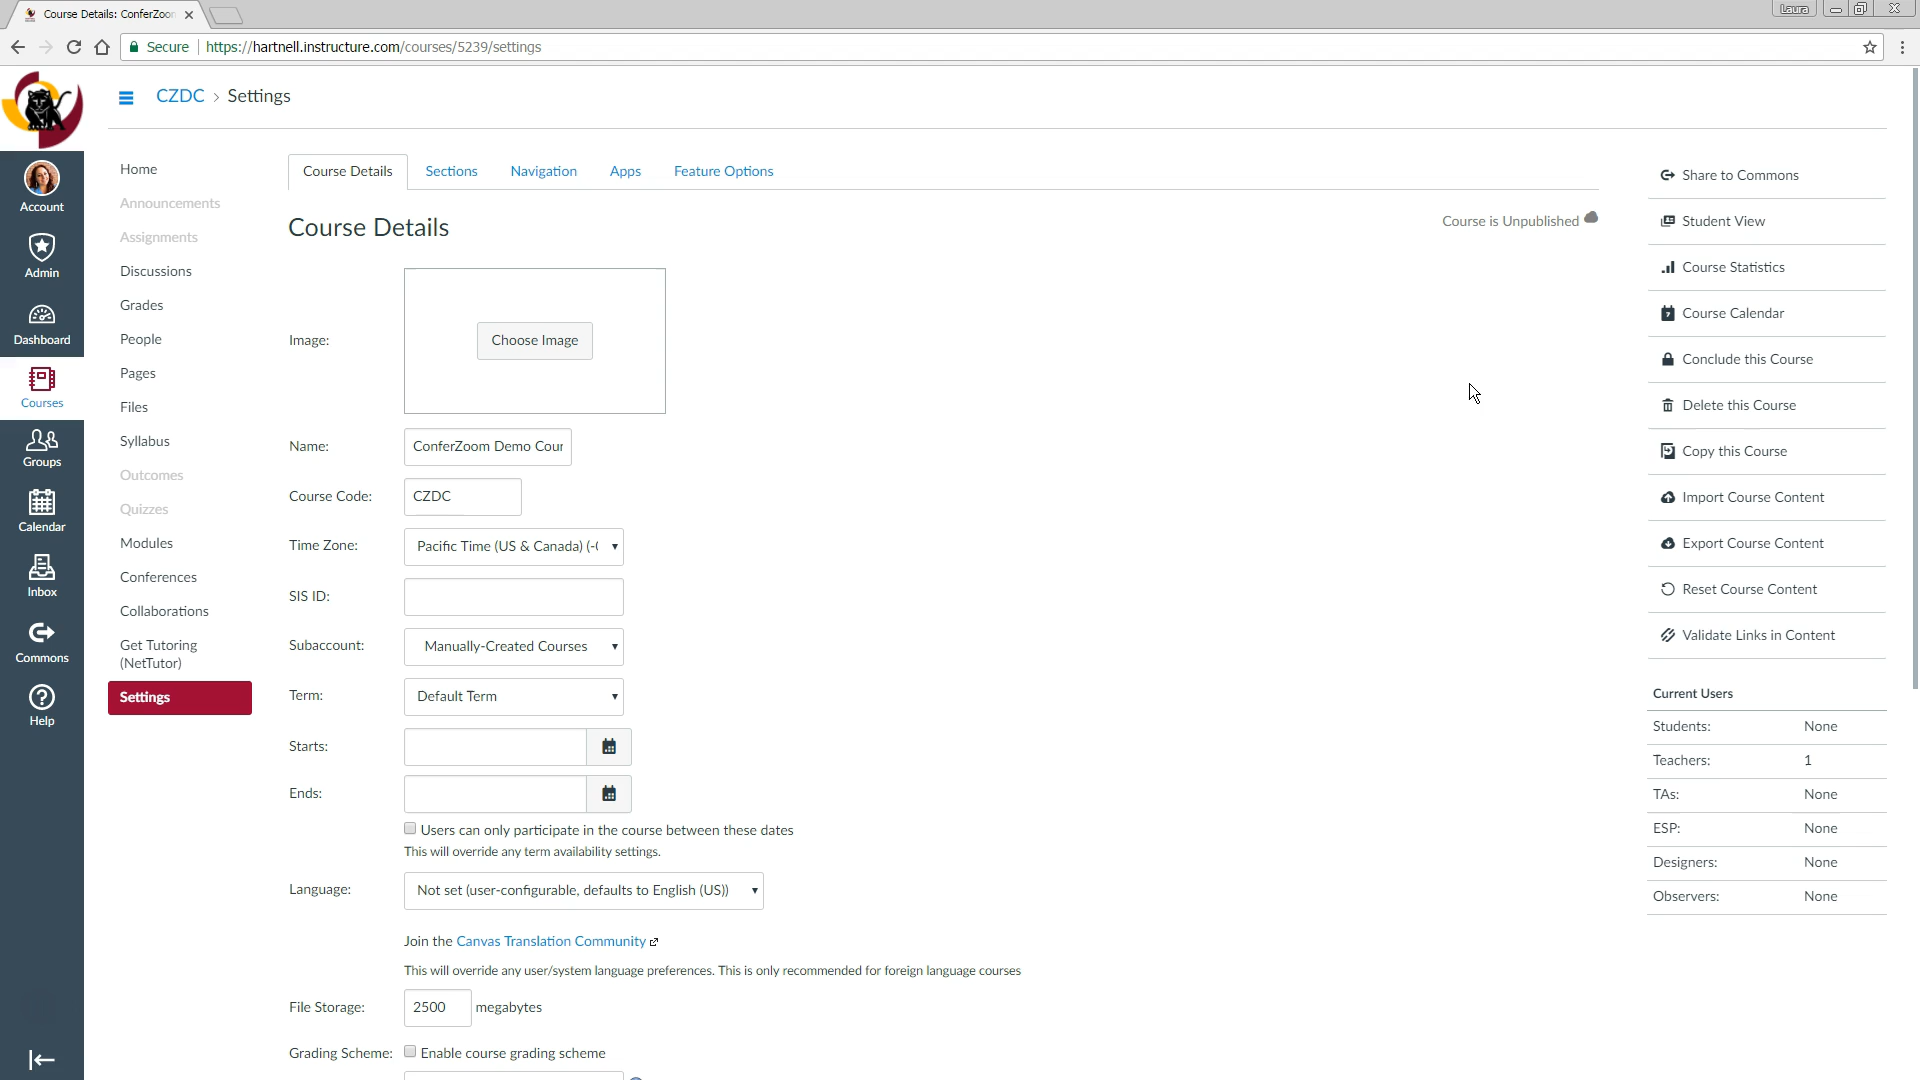 Course Details: ConferZoom
Laura
Secure
https://hartnell.instructure.com/courses/5239/settings
CZDC > Settings
Account
Admin
Dashboard
Courses
Groups
Calendar
Inbox
Commons
Help
Home
Announcements
Assignments
Discussions
Grades
People
Pages
Files
Syllabus
Outcomes
Quizzes
Modules
Conferences
Collaborations
Get Tutoring
(NetTutor)
Settings
Course Details Sections Navigation Apps Feature Options
Course Details
Course is Unpublished
Image:
Choose Image
Name: ConferZoom Demo Cour
Course Code: CZDC
Time Zone: Pacific Time (US & Canada) (-
SIS ID:
Subaccount: Manually-Created Courses
Term: Default Term
Starts:
Ends:
Users can only participate in the course between these dates
This will override any term availability settings.
Language: Not set (user-configurable, defaults to English (US))
Join the Canvas Translation Community
This will override any user/system language preferences. This is only recommended for foreign language courses
File Storage: 2500 megabytes
Grading Scheme: Enable course grading scheme
Share to Commons
Student View
Course Statistics
Course Calendar
Conclude this Course
Delete this Course
Copy this Course
Import Course Content
Export Course Content
Reset Course Content
Validate Links in Content
Current Users
Students: None
Teachers: 1
TAs: None
ESP: None
Designers: None
Observers: None